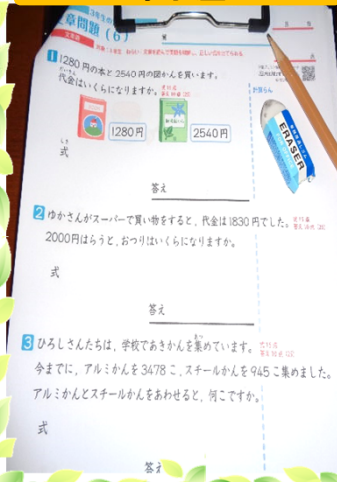 文章問題（6）
1 1280円の本と2540円の図かんを買います。
代金はいくらになりますか。
1280円
2540円
お買らん
ERASER
しき
式
答え
2 ゆかさんがスーパーで買い物をすると、代金は1830円でした。
2000円はらうと、おつりはいくらになりますか。
式
答え
3 ひろしさんたちは、学校であきかんを集めています。
今までに、アルミかんを3478こ、スチールかんを945こ集めました。
アルミかんとスチールかんをあわせると、何こですか。
式
答え